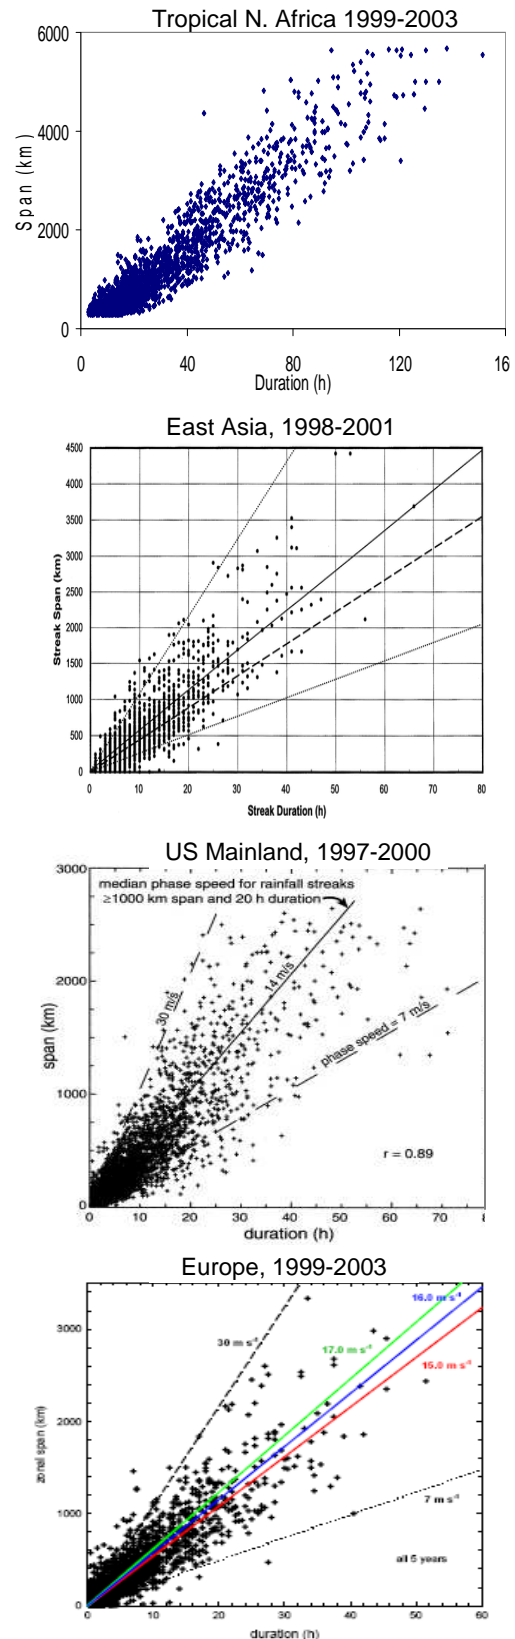 Tropical N. Africa 1999-2003
6000
4000
2000
0
Span (km)
0 40 80 120 16
Duration (h)
East Asia, 1998-2001
4500
4000
3500
3000
2500
2000
1500
1000
500
0
Streak Span (km)
0 10 20 30 40 50 60 70 80
Streak Duration (h)
US Mainland, 1997-2000
3000
2000
1000
0
span (km)
median phase speed for rainfall streaks
≥1000 km span and 20 h duration
30 m/s
14 m/s
phase speed = 7 m/s
r = 0.89
0 10 20 30 40 50 60 70 8
duration (h)
Europe, 1999-2003
3000
2000
1000
0
zonal span (km)
30 m s⁻¹
17.0 m s⁻¹
16.0 m s⁻¹
15.0 m s⁻¹
7 m s⁻¹
all 5 years
0 10 20 30 40 50 60
duration (h)